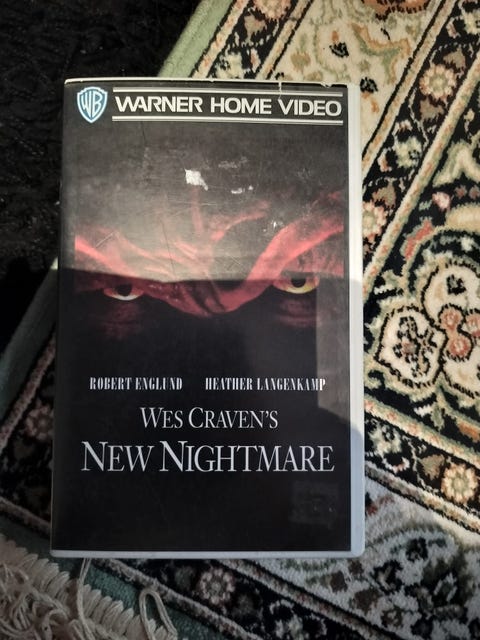 WB WARNER HOME VIDEO
ROBERT ENGLUND HEATHER LANGENKAMP
WES CRAVEN'S
NEW NIGHTMARE